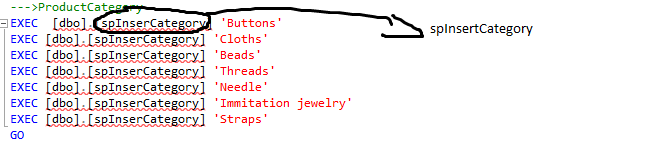 --->ProductCategory
EXEC [dbo].[spInserCategory] 'Buttons'
spInsertCategory
EXEC [dbo].[spInserCategory] 'Cloths'
EXEC [dbo].[spInserCategory] 'Beads'
EXEC [dbo].[spInserCategory] 'Threads'
EXEC [dbo].[spInserCategory] 'Needle'
EXEC [dbo].[spInserCategory] 'Immitation jewelry'
EXEC [dbo].[spInserCategory] 'Straps'
GO